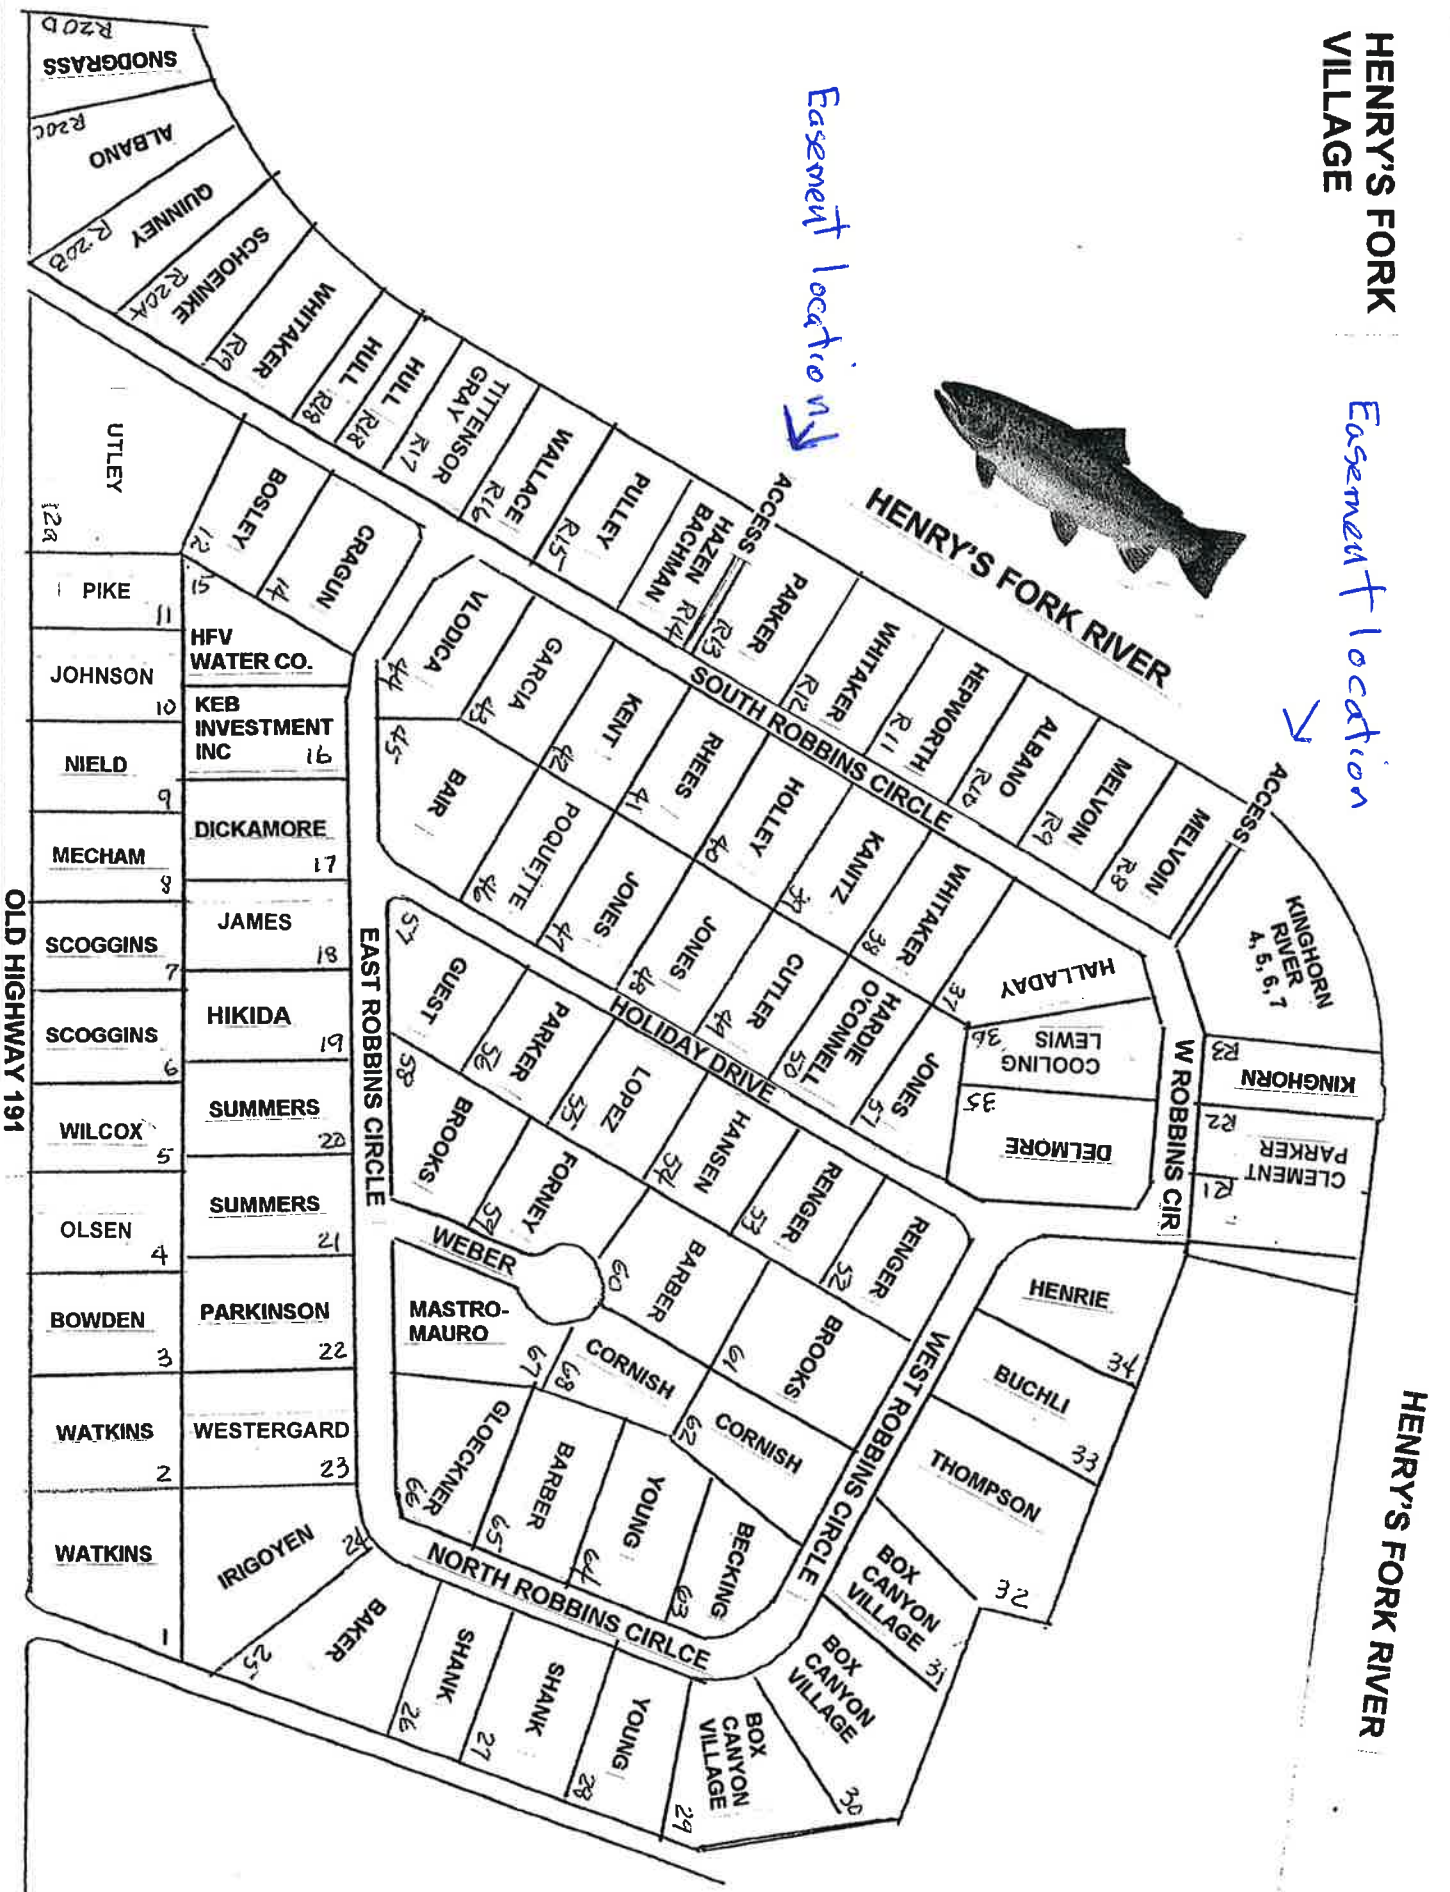 HENRY'S FORK
VILLAGE
Easement location
Easement location
HENRY'S FORK RIVER
HENRY'S FORK RIVER
ACCESS
ACCESS
R20D
SNODGRASS
R20C
ALBANO
R20B
QUINNEY
R20A
SCHOENIKE
R19
WHITAKER
HULL R18
HULL R18
TITTENSOR
GRAY R17
WALLACE
R16
PULLEY
R15
HAZEN
BACHMAN R14
PARKER
R13
WHITAKER
R12
HEPWORTH
R11
ALBANO
R10
MELVOIN
R9
MELVOIN
R8
KINGHORN
RIVER
4, 5, 6, 7
R3
KINGHORN
R2
CLEMENT
PARKER
R1
UTLEY
12a
BOSLEY
12
CRAGUN
14
15
HFV
WATER CO.
KEB
INVESTMENT
INC 16
DICKAMORE
17
JAMES
18
HIKIDA
19
SUMMERS
20
SUMMERS
21
PARKINSON
22
WESTERGARD
23
IRIGOYEN
24
BAKER
25
SHANK
26
SHANK
27
YOUNG
28
BOX
CANYON
VILLAGE
29
BOX
CANYON
VILLAGE
30
BOX
CANYON
VILLAGE
31
THOMPSON
32
BUCHLI
33
HENRIE
34
PIKE
11
JOHNSON
10
NIELD
9
MECHAM
8
SCOGGINS
7
SCOGGINS
6
WILCOX
5
OLSEN
4
BOWDEN
3
WATKINS
2
WATKINS
1
OLD HIGHWAY 191
EAST ROBBINS CIRCLE
SOUTH ROBBINS CIRCLE
W ROBBINS CIR
WEST ROBBINS CIRCLE
NORTH ROBBINS CIRLCE
HOLIDAY DRIVE
WEBER
VLODICA
44
GARCIA
43
KENT
42
RHEES
41
HOLLEY
40
KANITZ
39
WHITAKER
38
HALLADAY
37
COOLING
LEWIS
36
DELMORE
35
BAIR
45
POQUETTE
46
JONES
47
JONES
48
CUTLER
49
HARDIE
O'CONNELL
50
JONES
51
GUEST
57
PARKER
56
LOPEZ
55
HANSEN
54
RENGER
53
RENGER
52
BROOKS
58
FORNEY
59
BARBER
60
BROOKS
61
CORNISH
62
MASTRO-
MAURO
67
CORNISH
68
GLOECKNER
66
BARBER
65
YOUNG
64
BECKING
63